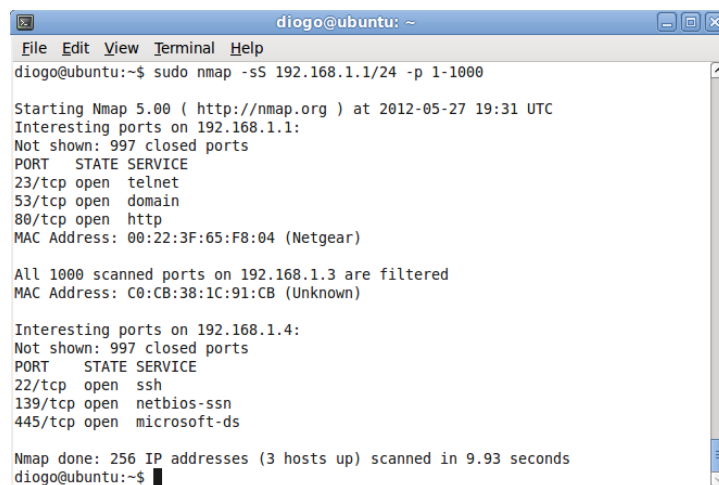 diogo@ubuntu: ~
File Edit View Terminal Help
diogo@ubuntu:~$ sudo nmap -sS 192.168.1.1/24 -p 1-1000
Starting Nmap 5.00 ( http://nmap.org ) at 2012-05-27 19:31 UTC
Interesting ports on 192.168.1.1:
Not shown: 997 closed ports
PORT   STATE SERVICE
23/tcp open  telnet
53/tcp open  domain
80/tcp open  http
MAC Address: 00:22:3F:65:F8:04 (Netgear)
All 1000 scanned ports on 192.168.1.3 are filtered
MAC Address: C0:CB:38:1C:91:CB (Unknown)
Interesting ports on 192.168.1.4:
Not shown: 997 closed ports
PORT    STATE SERVICE
22/tcp  open  ssh
139/tcp open  netbios-ssn
445/tcp open  microsoft-ds
Nmap done: 256 IP addresses (3 hosts up) scanned in 9.93 seconds
diogo@ubuntu:~$